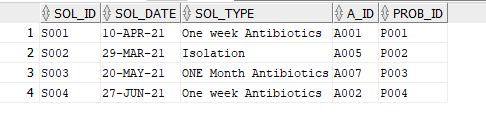 SOL_ID SOL_DATE SOL_TYPE A_ID PROB_ID
1 S001 10-APR-21 One week Antibiotics A001 P001
2 S002 29-MAR-21 Isolation A005 P002
3 S003 20-MAY-21 ONE Month Antibiotics A007 P003
4 S004 27-JUN-21 One week Antibiotics A002 P004